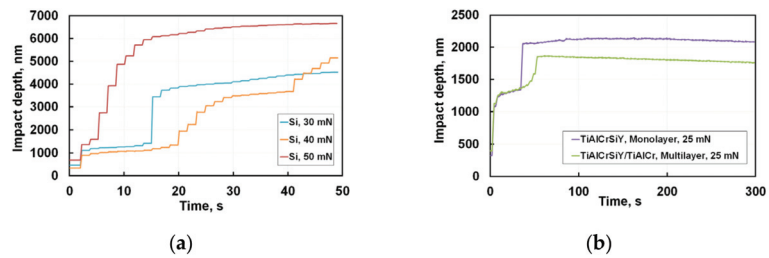 7000
6000
5000
4000
3000
2000
1000
0
Impact depth, nm
0 10 20 30 40 50
Time, s
Si, 30 mN
Si, 40 mN
Si, 50 mN
(a)
2500
2000
1500
1000
500
0
Impact depth, nm
0 100 200 300
Time, s
TiAlCrSiY, Monolayer, 25 mN
TiAlCrSiY/TiAlCr, Multilayer, 25 mN
(b)